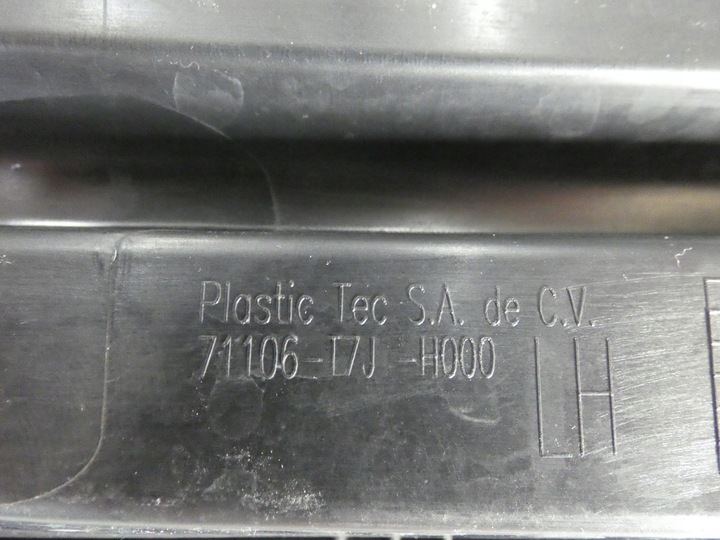 Plastic Tec S.A. de C.V.
71106-T7J -H000
LH